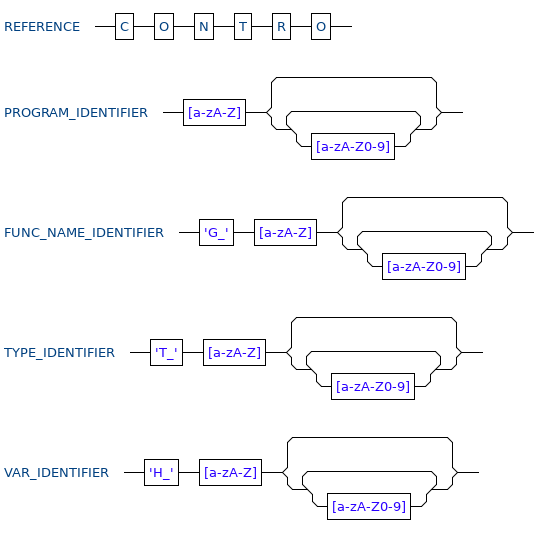 REFERENCE C O N T R O
PROGRAM_IDENTIFIER [a-zA-Z] [a-zA-Z0-9]
FUNC_NAME_IDENTIFIER 'G_' [a-zA-Z] [a-zA-Z0-9]
TYPE_IDENTIFIER 'T_' [a-zA-Z] [a-zA-Z0-9]
VAR_IDENTIFIER 'H_' [a-zA-Z] [a-zA-Z0-9]